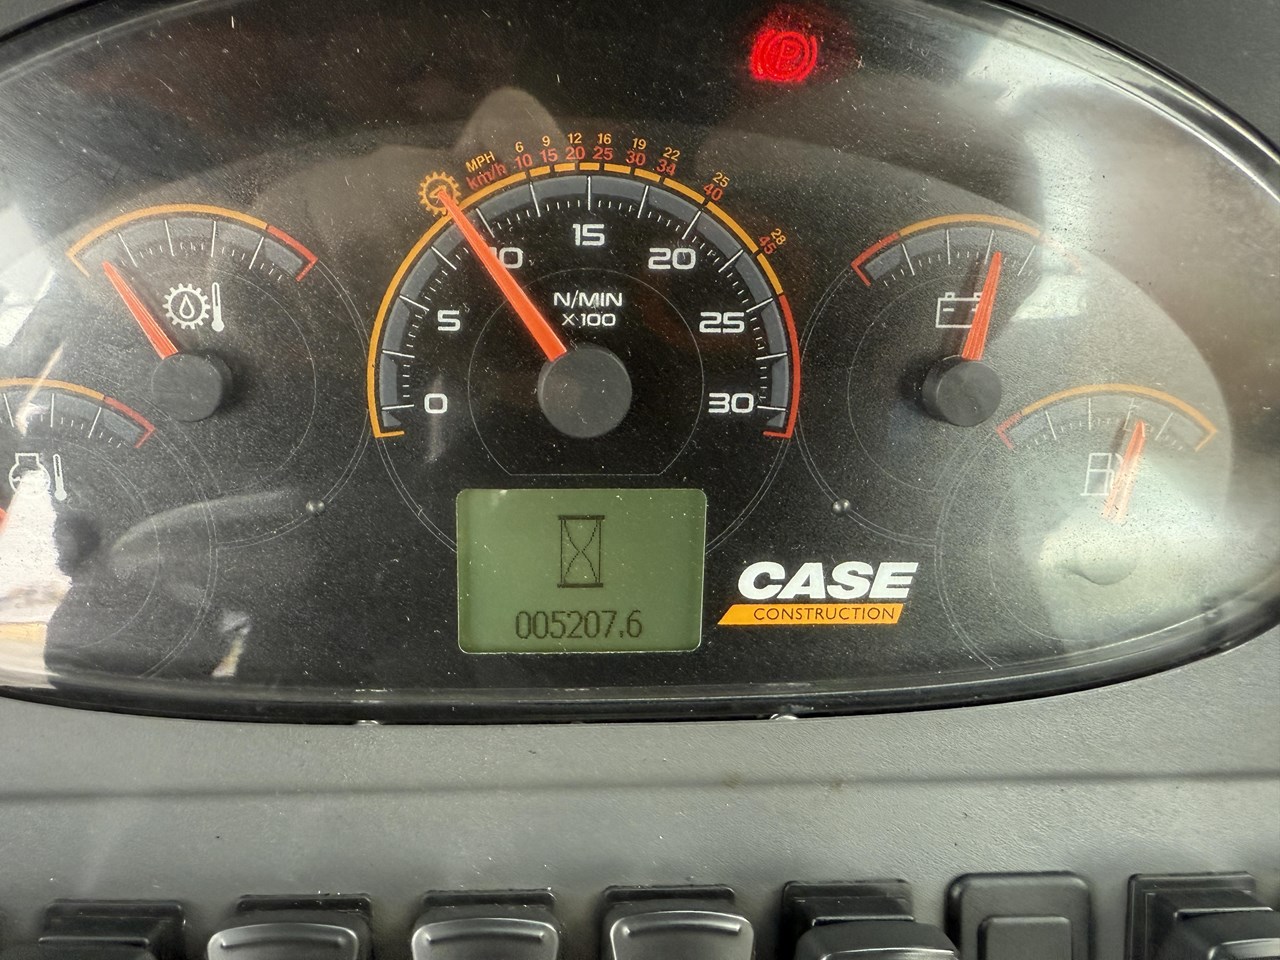 P
MPH 6 9 12 16 19 22 25 28
km/h 10 15 20 25 30 34 40 45
0 5 10 15 20 25 30
N/MIN
X100
005207.6
CASE
CONSTRUCTION